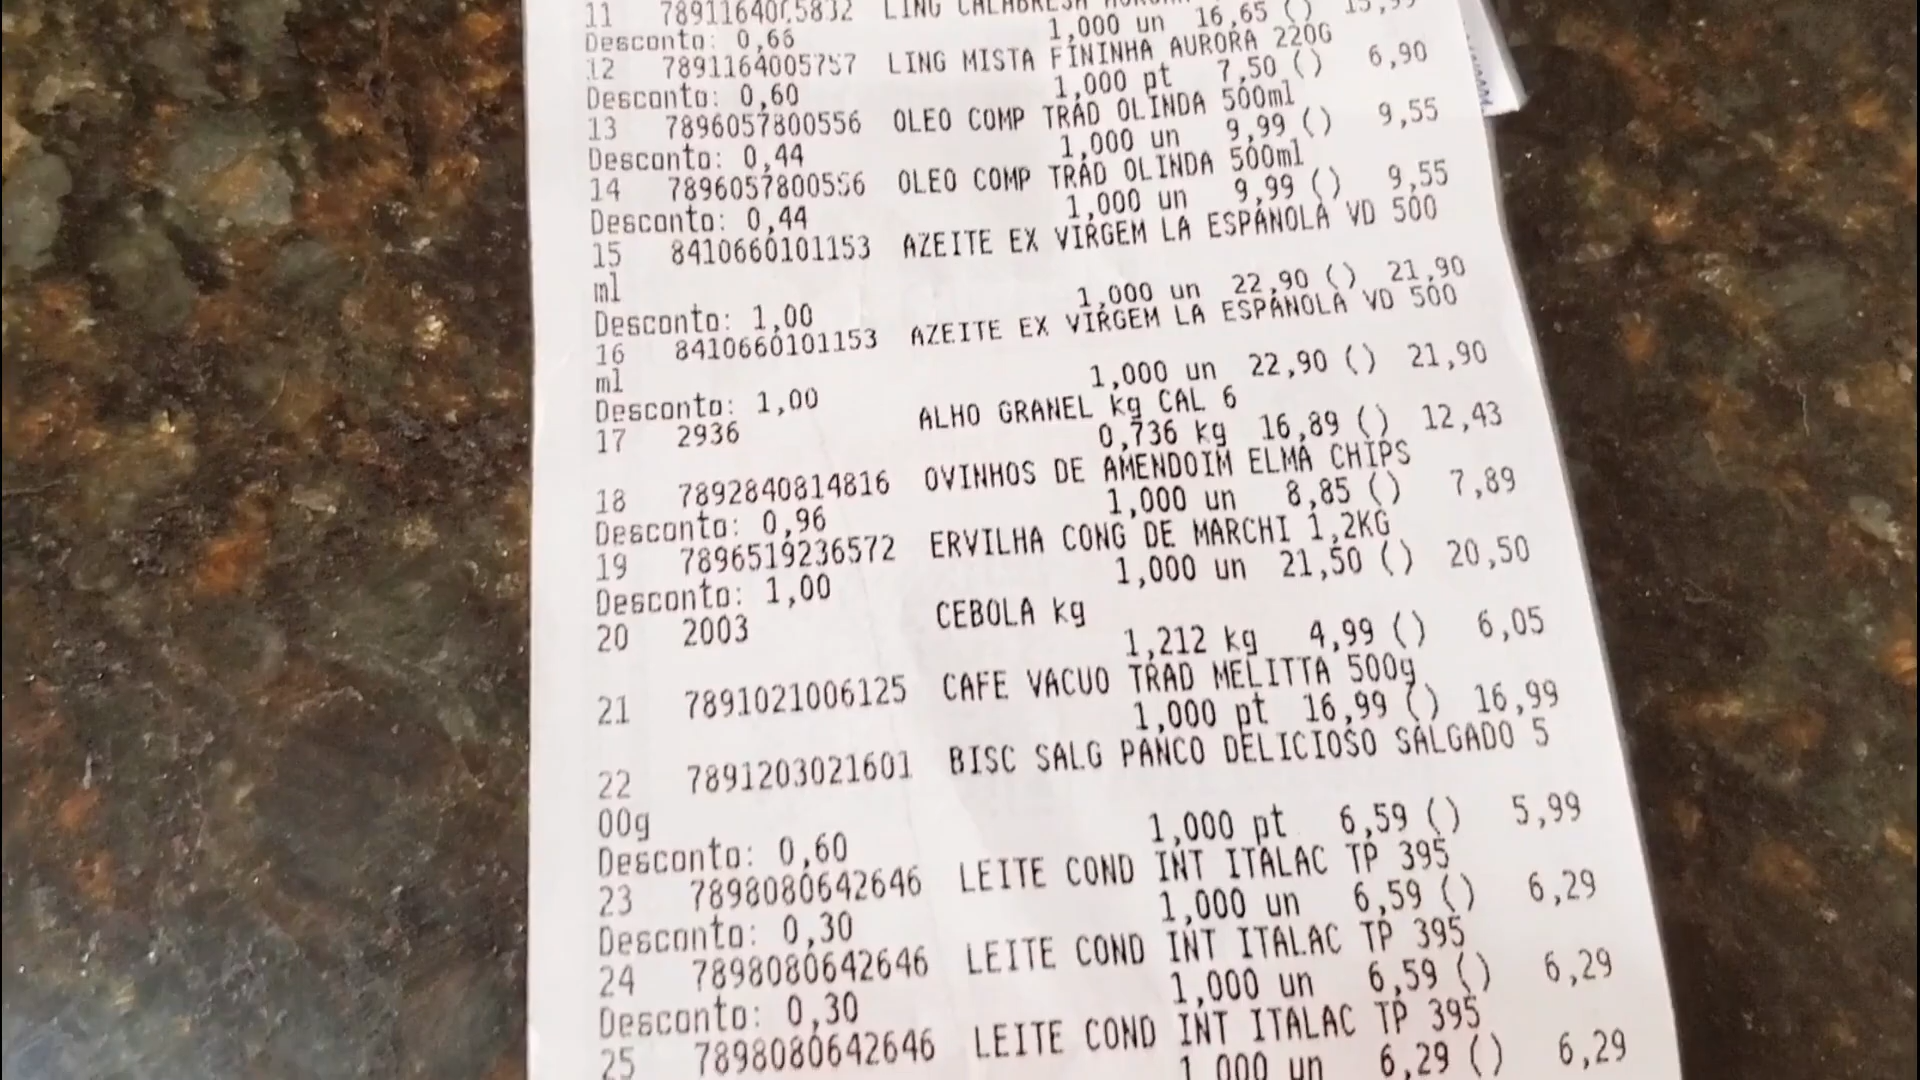 11 7891164005832 LING CALABRESA
1,000 un 16,65 ()
Desconto: 0,66
12 7891164005757 LING MISTA FININHA AURORA 220G
1,000 pt 7,50 () 6,90
Desconto: 0,60
13 7896057800556 OLEO COMP TRAD OLINDA 500ml
1,000 un 9,99 () 9,55
Desconto: 0,44
14 7896057800556 OLEO COMP TRAD OLINDA 500ml
1,000 un 9,99 () 9,55
Desconto: 0,44
15 8410660101153 AZEITE EX VIRGEM LA ESPANOLA VD 500
ml 1,000 un 22,90 () 21,90
Desconto: 1,00
16 8410660101153 AZEITE EX VIRGEM LA ESPANOLA VD 500
ml 1,000 un 22,90 () 21,90
Desconto: 1,00
17 2936 ALHO GRANEL kg CAL 6
0,736 kg 16,89 () 12,43
18 7892840814816 OVINHOS DE AMENDOIM ELMA CHIPS
1,000 un 8,85 () 7,89
Desconto: 0,96
19 7896519236572 ERVILHA CONG DE MARCHI 1,2KG
1,000 un 21,50 () 20,50
Desconto: 1,00
20 2003 CEBOLA kg
1,212 kg 4,99 () 6,05
21 7891021006125 CAFE VACUO TRAD MELITTA 500g
1,000 pt 16,99 () 16,99
22 7891203021601 BISC SALG PANCO DELICIOSO SALGADO 5
00g 1,000 pt 6,59 () 5,99
Desconto: 0,60
23 7898080642646 LEITE COND INT ITALAC TP 395
1,000 un 6,59 () 6,29
Desconto: 0,30
24 7898080642646 LEITE COND INT ITALAC TP 395
1,000 un 6,59 () 6,29
Desconto: 0,30
25 7898080642646 LEITE COND INT ITALAC TP 395
1,000 un 6,29 () 6,29